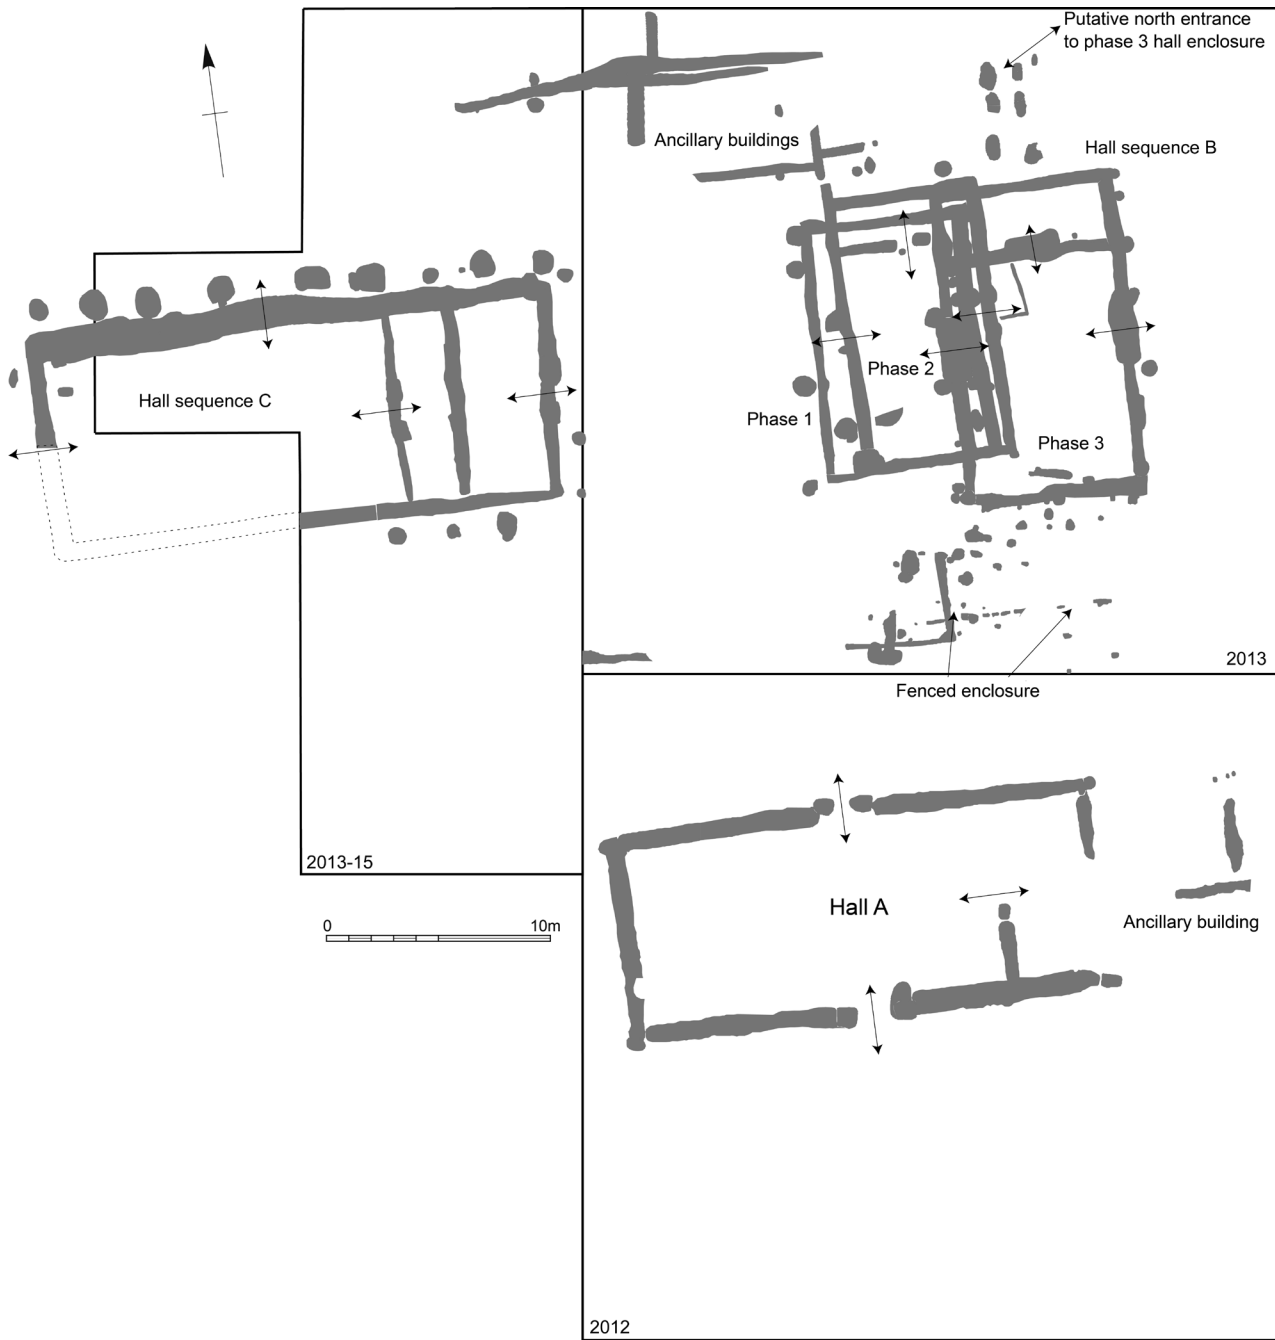 Putative north entrance
to phase 3 hall enclosure
Ancillary buildings
Hall sequence B
Phase 2
Hall sequence C
Phase 1
Phase 3
2013
Fenced enclosure
2013-15
0 10m
Hall A
Ancillary building
2012